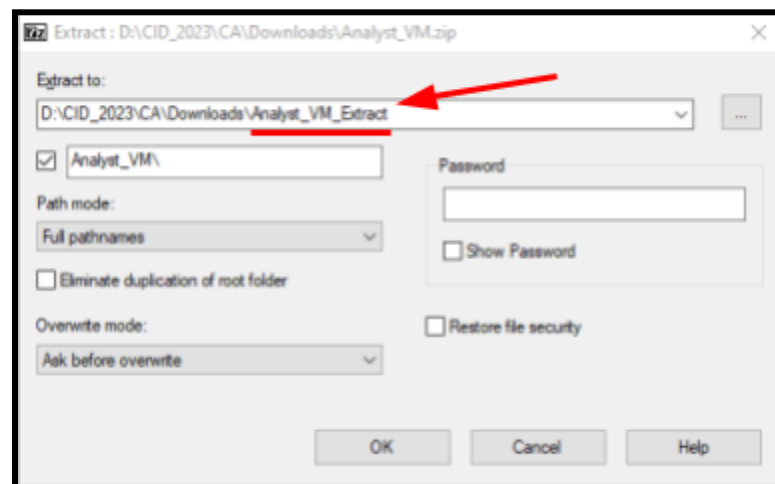 7z Extract : D:\CID_2023\CA\Downloads\Analyst_VM.zip
Extract to:
D:\CID_2023\CA\Downloads\Analyst_VM_Extract
...
Analyst_VM\
Password
Path mode:
Full pathnames
Show Password
Eliminate duplication of root folder
Overwrite mode:
Restore file security
Ask before overwrite
OK Cancel Help